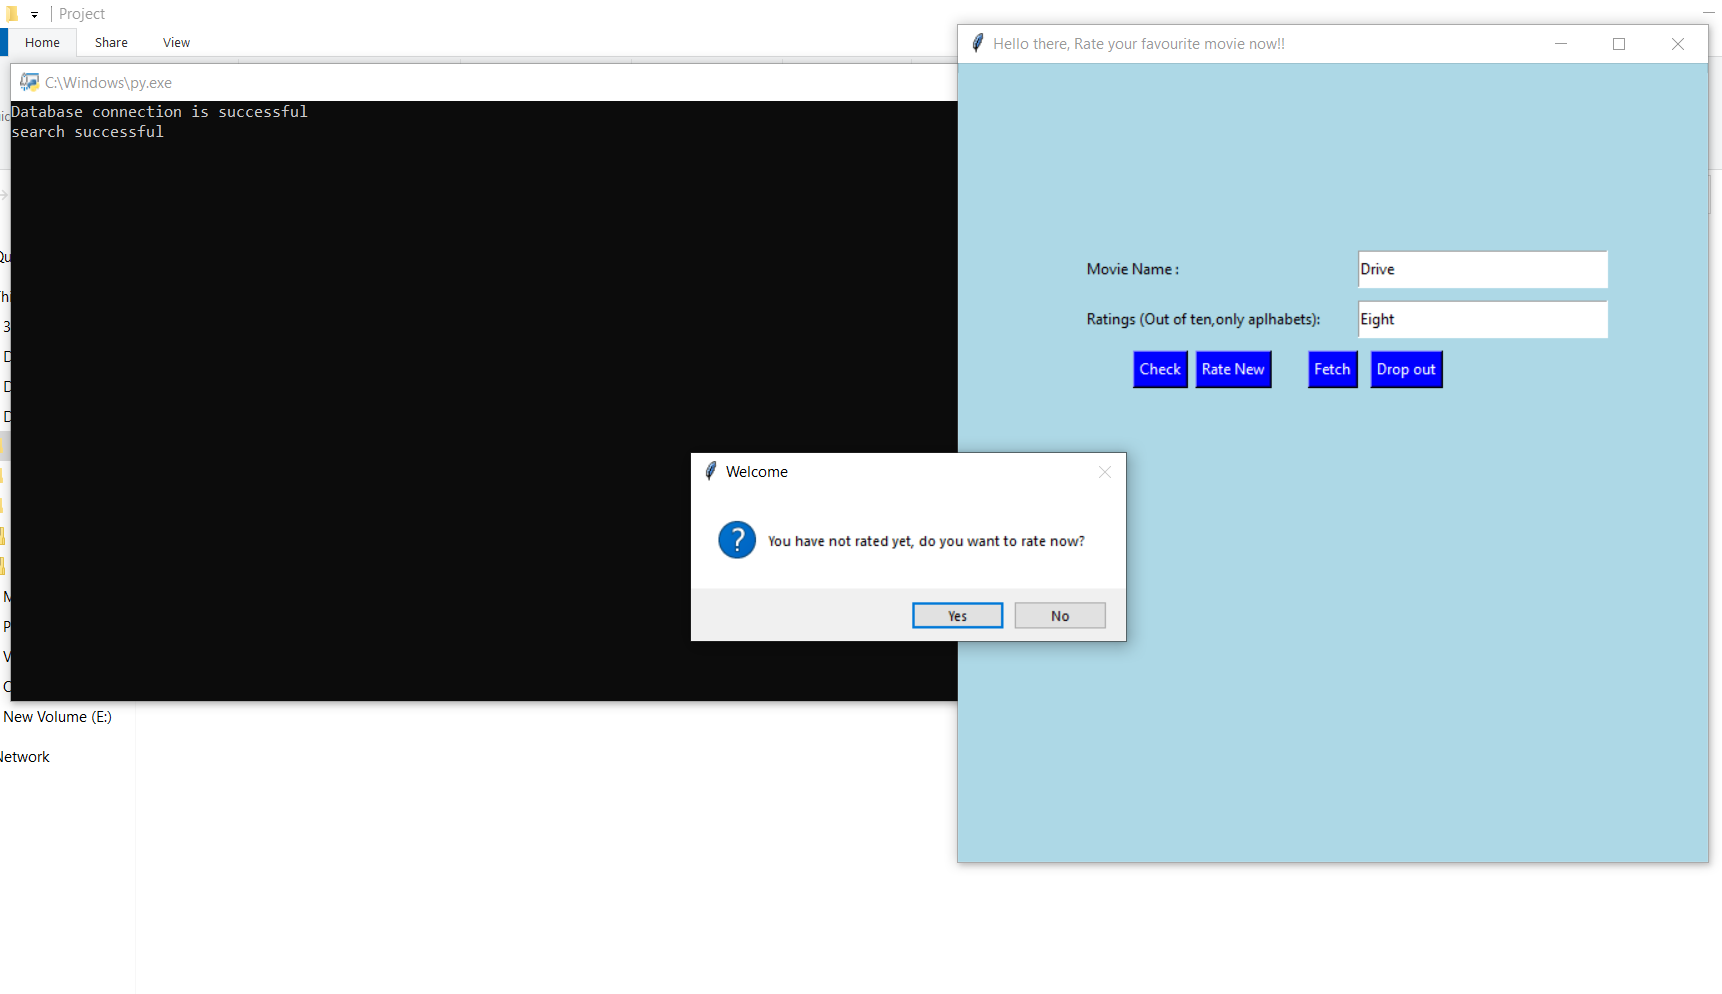 Project
Home Share View
C:\Windows\py.exe
Database connection is successful
search successful
New Volume (E:)
Hello there, Rate your favourite movie now!!
Movie Name :
Drive
Ratings (Out of ten,only aplhabets):
Eight
Check Rate New Fetch Drop out
Welcome
You have not rated yet, do you want to rate now?
Yes No